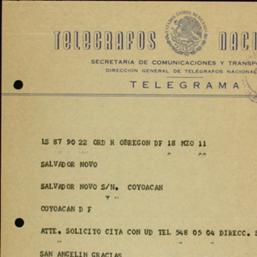 TELEGRAFOS NAC
SECRETARIA DE COMUNICACIONES Y TRANSP
DIRECCION GENERAL DE TELEGRAFOS NACIONAL
TELEGRAMA
LS 87 90 22 ORD H OBREGON DF 18 MZO 11
SALVADOR NOVO
SALVADOR NOVO S/N. COYOACAN
COYOACAN D F
ATTE. SOLICITO CITA CON UD TEL 548 05 04 DIRECC. S
SAN ANGELIN GRACIAS